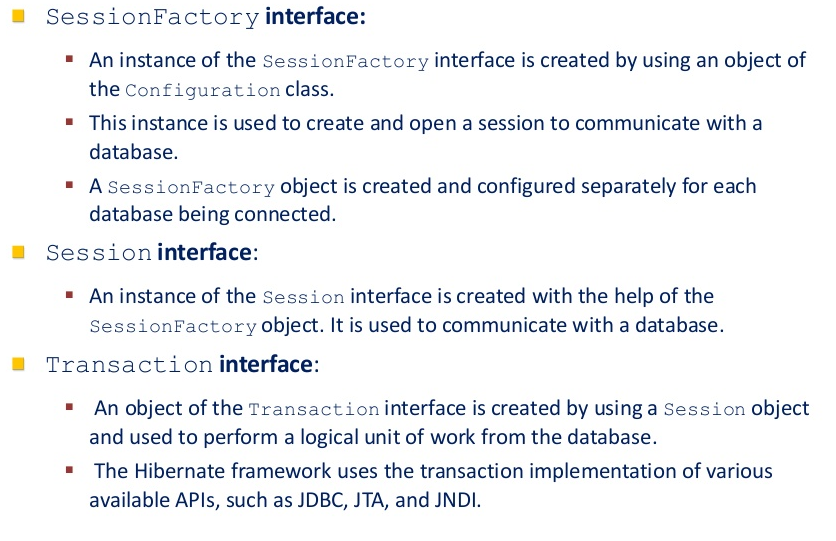 SessionFactory interface:
An instance of the SessionFactory interface is created by using an object of
the Configuration class.
This instance is used to create and open a session to communicate with a
database.
A SessionFactory object is created and configured separately for each
database being connected.
Session interface:
An instance of the Session interface is created with the help of the
SessionFactory object. It is used to communicate with a database.
Transaction interface:
An object of the Transaction interface is created by using a Session object
and used to perform a logical unit of work from the database.
The Hibernate framework uses the transaction implementation of various
available APIs, such as JDBC, JTA, and JNDI.